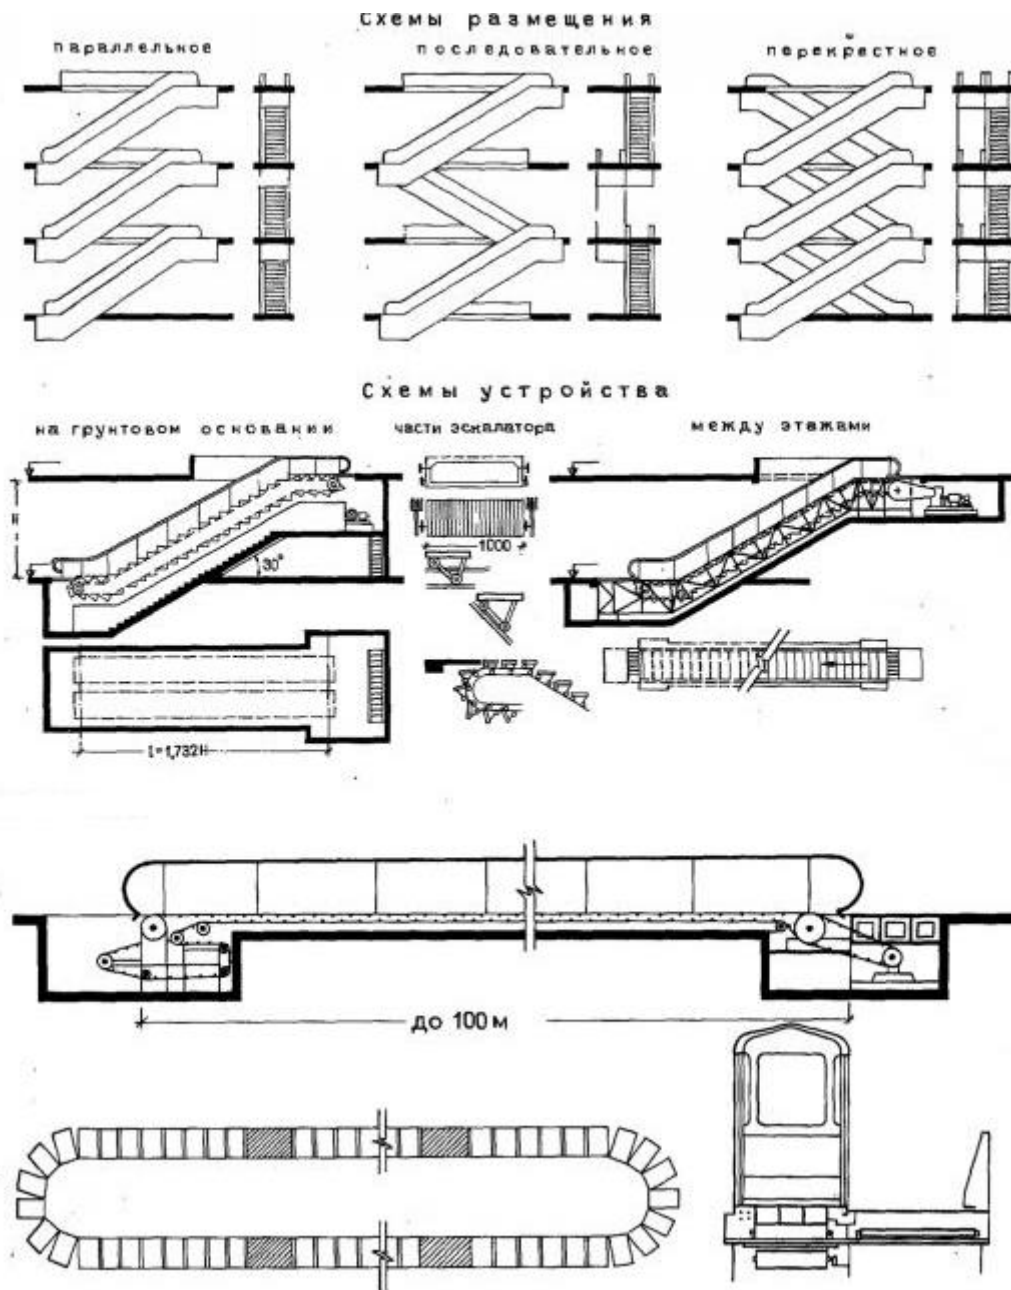 Схемы размещения
параллельное
последовательное
перекрестное
Схемы устройства
на грунтовом основании
части эскалатора
между этажами
H
1000
30°
l=1,732H
до 100 м